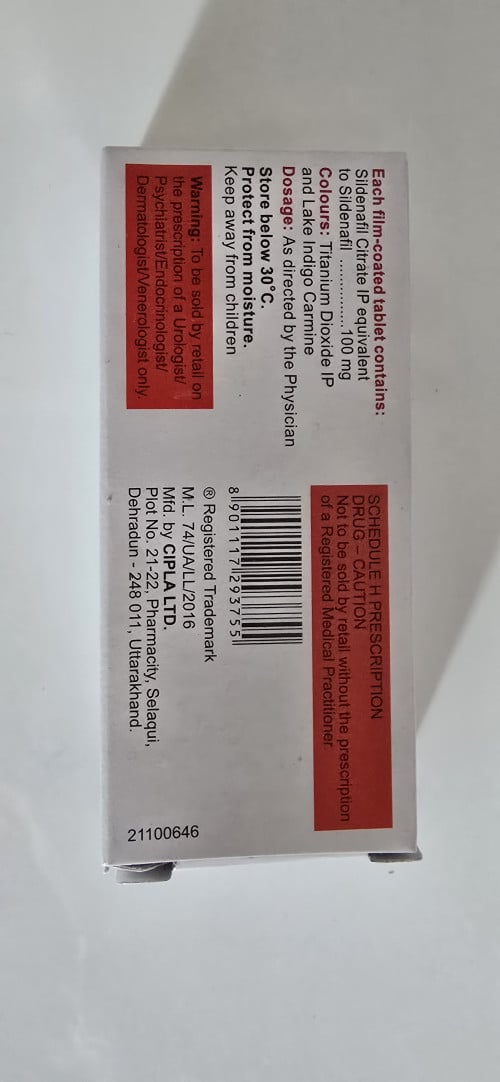 Each film-coated tablet contains:
Sildenafil Citrate IP equivalent
to Sildenafil ................ 100 mg
Colours: Titanium Dioxide IP
and Lake Indigo Carmine
Dosage: As directed by the Physician
Store below 30°C.
Protect from moisture.
Keep away from children
Warning: To be sold by retail on
the prescription of a Urologist/
Psychiatrist/Endocrinologist/
Dermatologist/Venerologist only.
SCHEDULE H PRESCRIPTION
DRUG – CAUTION
Not to be sold by retail without the prescription
of a Registered Medical Practitioner.
8 901117 293755
® Registered Trademark
M.L. 74/UA/LL/2016
Mfd. by CIPLA LTD.
Plot No. 21-22, Pharmacity, Selaqui,
Dehradun - 248 011, Uttarakhand.
21100646